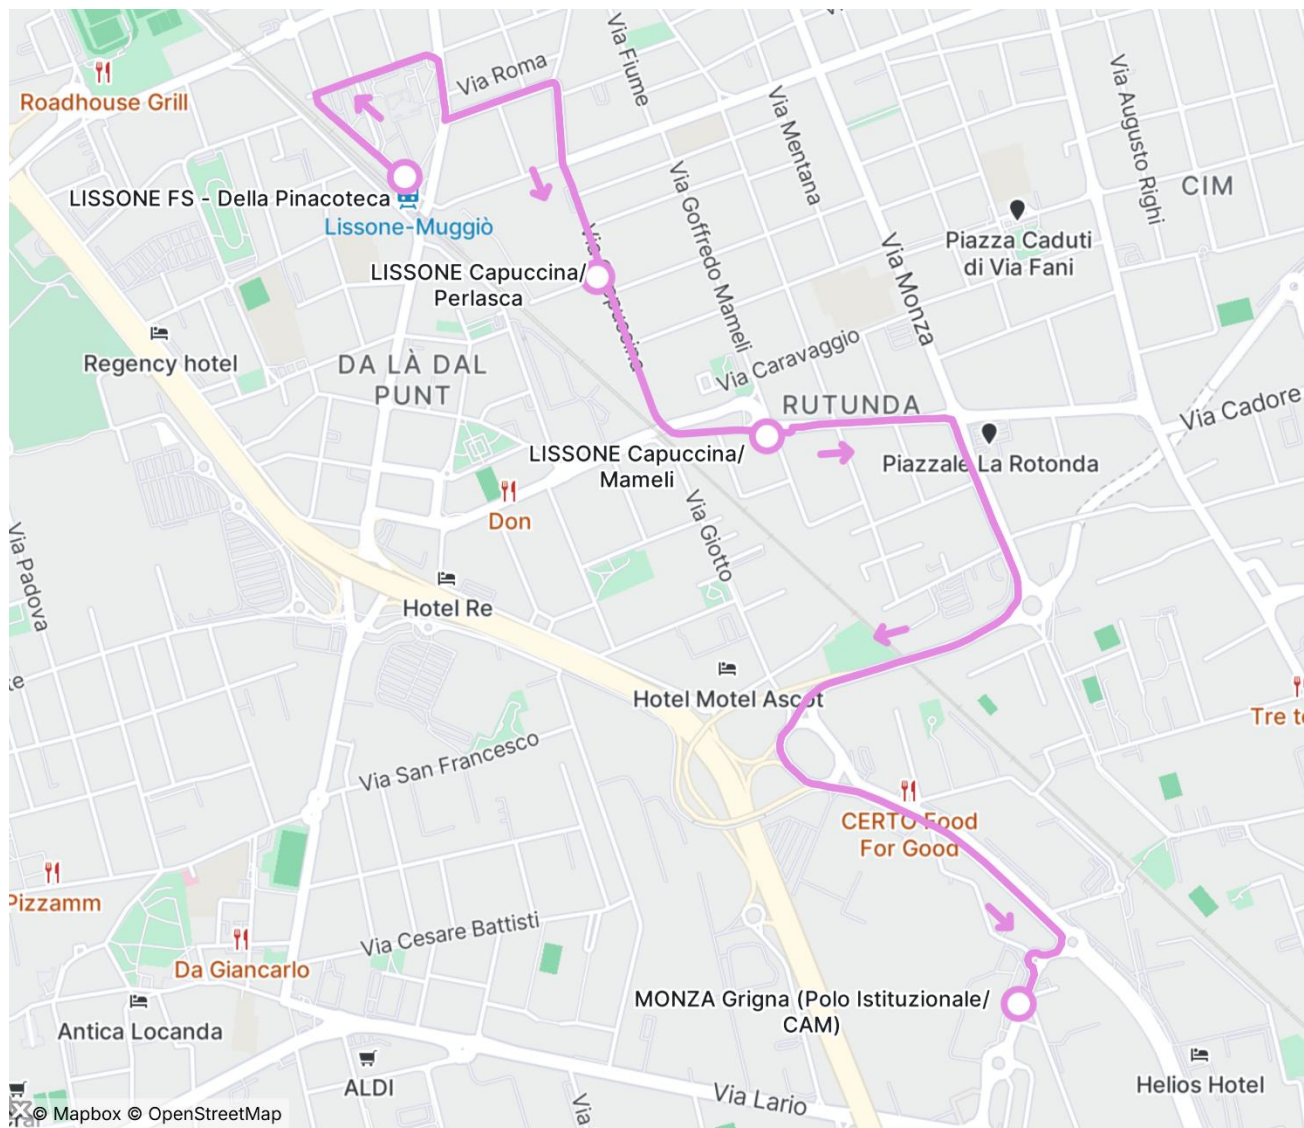 Via Fiume
Via Roma
Roadhouse Grill
Via Mentana
Via Augusto Righi
CIM
LISSONE FS - Della Pinacoteca
Lissone-Muggiò
Via Goffredo Mameli
Piazza Caduti
di Via Fani
Via Monza
LISSONE Capuccina/
Perlasca
Regency hotel
DA LÀ DAL
PUNT
Via Caravaggio
RUTUNDA
Via Cadore
LISSONE Capuccina/
Mameli
Piazzale La Rotonda
Don
Via Giotto
Via Padova
Hotel Re
Hotel Motel Ascot
Tre to
Via San Francesco
CERTO Food
For Good
Pizzamm
Via Cesare Battisti
Da Giancarlo
MONZA Grigna (Polo Istituzionale/
CAM)
Antica Locanda
ALDI
Helios Hotel
Via Lario
Via
© Mapbox © OpenStreetMap